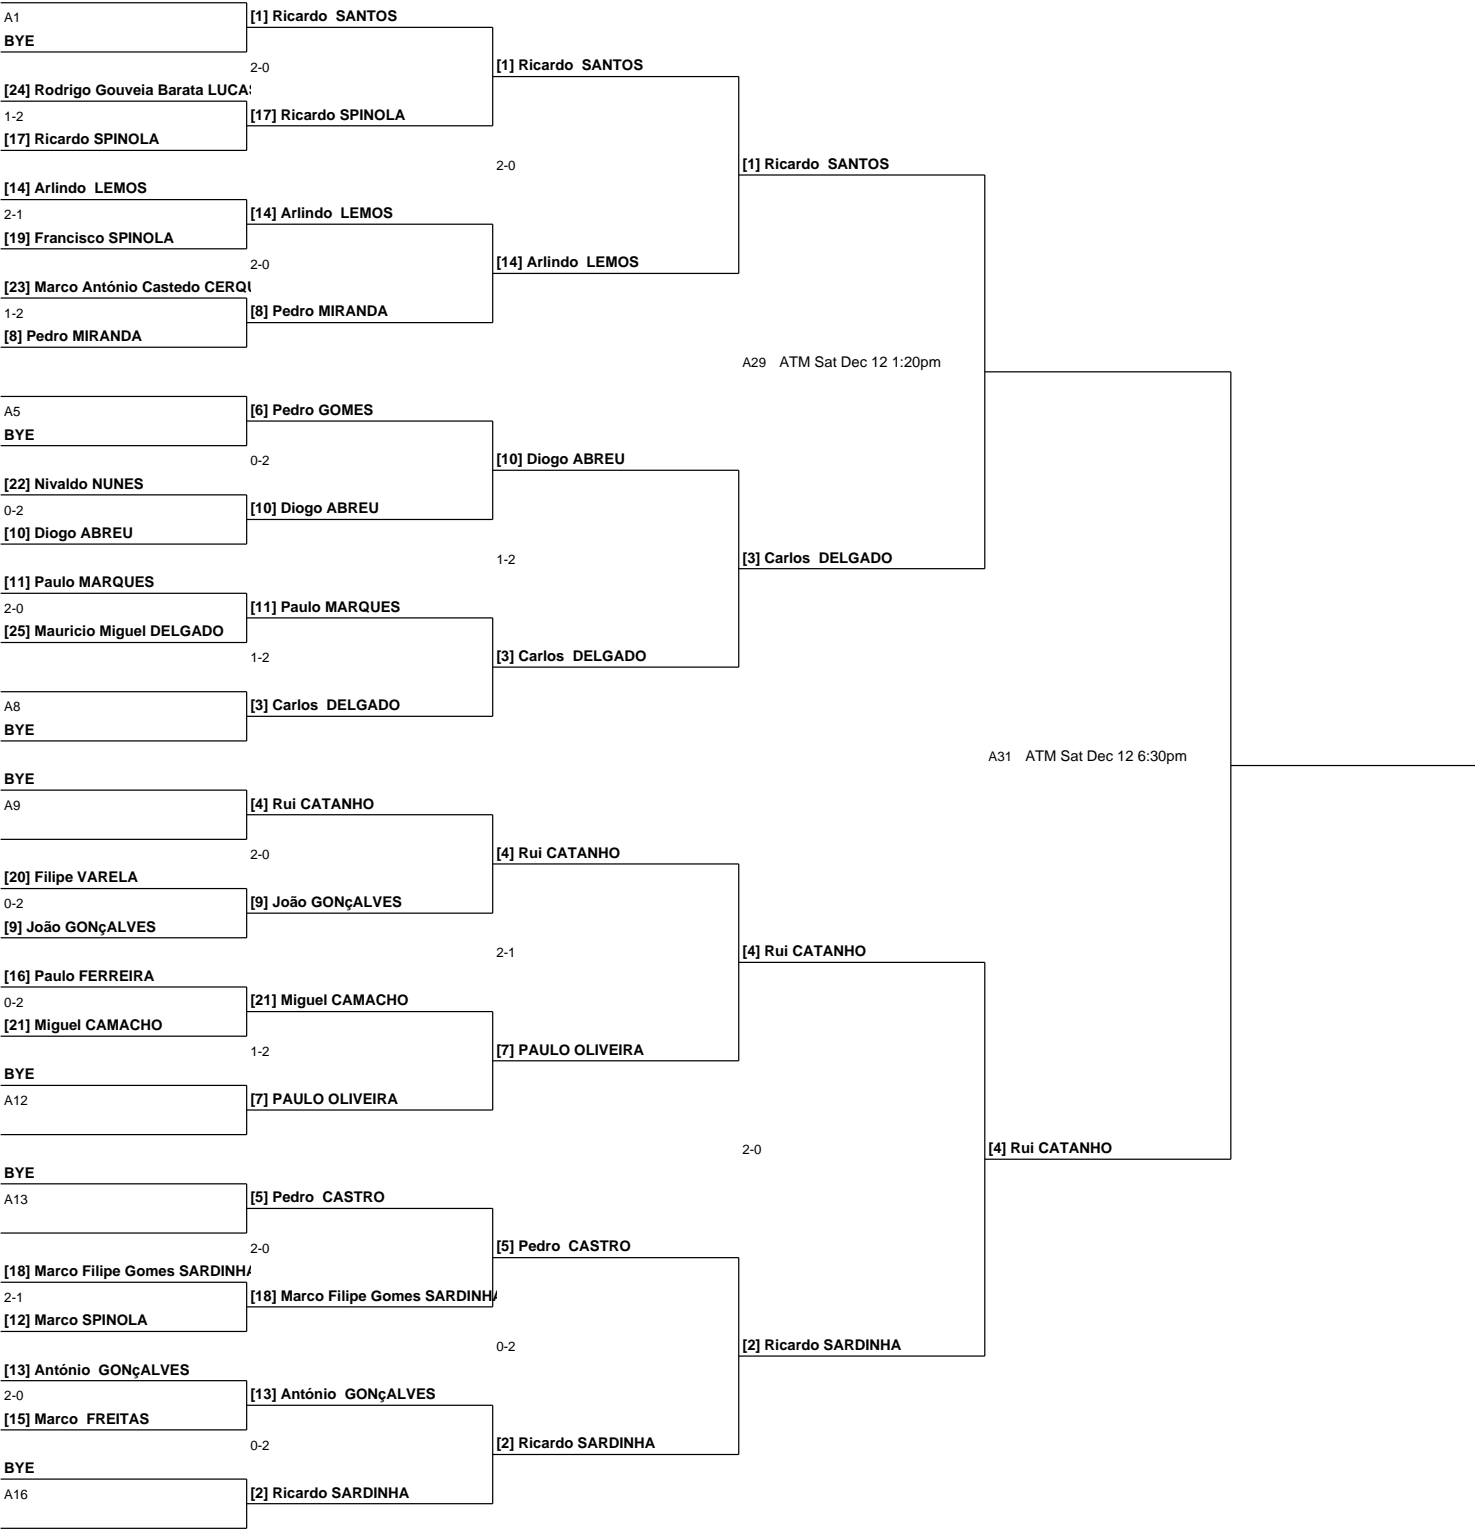 A1
[1] Ricardo SANTOS
BYE
2-0
[1] Ricardo SANTOS
[24] Rodrigo Gouveia Barata LUCAS
1-2
[17] Ricardo SPINOLA
[17] Ricardo SPINOLA
2-0
[1] Ricardo SANTOS
[14] Arlindo LEMOS
2-1
[14] Arlindo LEMOS
[19] Francisco SPINOLA
2-0
[14] Arlindo LEMOS
[23] Marco António Castedo CERQU
1-2
[8] Pedro MIRANDA
[8] Pedro MIRANDA
A29 ATM Sat Dec 12 1:20pm
A5
[6] Pedro GOMES
BYE
0-2
[10] Diogo ABREU
[22] Nivaldo NUNES
0-2
[10] Diogo ABREU
[10] Diogo ABREU
1-2
[3] Carlos DELGADO
[11] Paulo MARQUES
2-0
[11] Paulo MARQUES
[25] Mauricio Miguel DELGADO
1-2
[3] Carlos DELGADO
A8
[3] Carlos DELGADO
BYE
A31 ATM Sat Dec 12 6:30pm
BYE
A9
[4] Rui CATANHO
2-0
[4] Rui CATANHO
[20] Filipe VARELA
0-2
[9] João GONçALVES
[9] João GONçALVES
2-1
[4] Rui CATANHO
[16] Paulo FERREIRA
0-2
[21] Miguel CAMACHO
[21] Miguel CAMACHO
1-2
[7] PAULO OLIVEIRA
BYE
A12
[7] PAULO OLIVEIRA
2-0
[4] Rui CATANHO
BYE
A13
[5] Pedro CASTRO
2-0
[5] Pedro CASTRO
[18] Marco Filipe Gomes SARDINHA
2-1
[18] Marco Filipe Gomes SARDINHA
[12] Marco SPINOLA
0-2
[2] Ricardo SARDINHA
[13] António GONçALVES
2-0
[13] António GONçALVES
[15] Marco FREITAS
0-2
[2] Ricardo SARDINHA
BYE
A16
[2] Ricardo SARDINHA